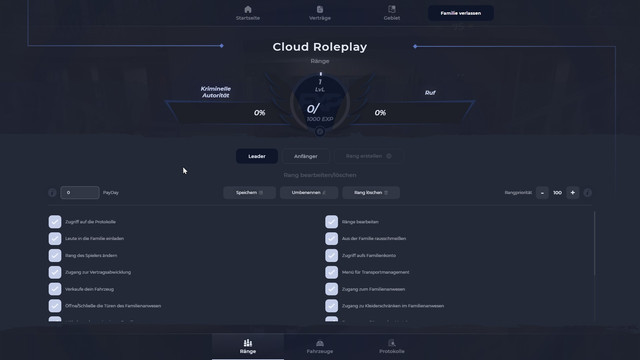 Startseite
Verträge
Gebiet
Familie verlassen
Cloud Roleplay
Ränge
Kriminelle
Autorität
1
LvL
Ruf
0%
0/
1000 EXP
0%
Leader
Anfänger
Rang erstellen
Rang bearbeiten/löschen
0
PayDay
Speichern
Umbenennen
Rang löschen
Rangpriorität
-
100
+
Zugriff auf die Protokolle
Ränge bearbeiten
Leute in die Familie einladen
Aus der Familie rausschmeißen
Rang des Spielers ändern
Zugriff aufs Familienkonto
Zugang zur Vertragsabwicklung
Menü für Transportmanagement
Verkaufe dein Fahrzeug
Zugang zum Familienanwesen
Öffne/Schließe die Türen des Familienanwesen
Zugang zu Kleiderschränken im Familienanwesen
Ränge
Fahrzeuge
Protokolle